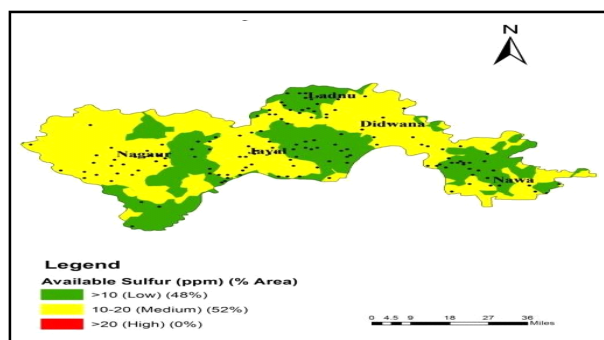 N
Ladnu
Didwana
Nagaur
Jayal
Nawa
Legend
Available Sulfur (ppm) (% Area)
>10 (Low) (48%)
10-20 (Medium) (52%)
>20 (High) (0%)
0 4.5 9 18 27 36
Miles